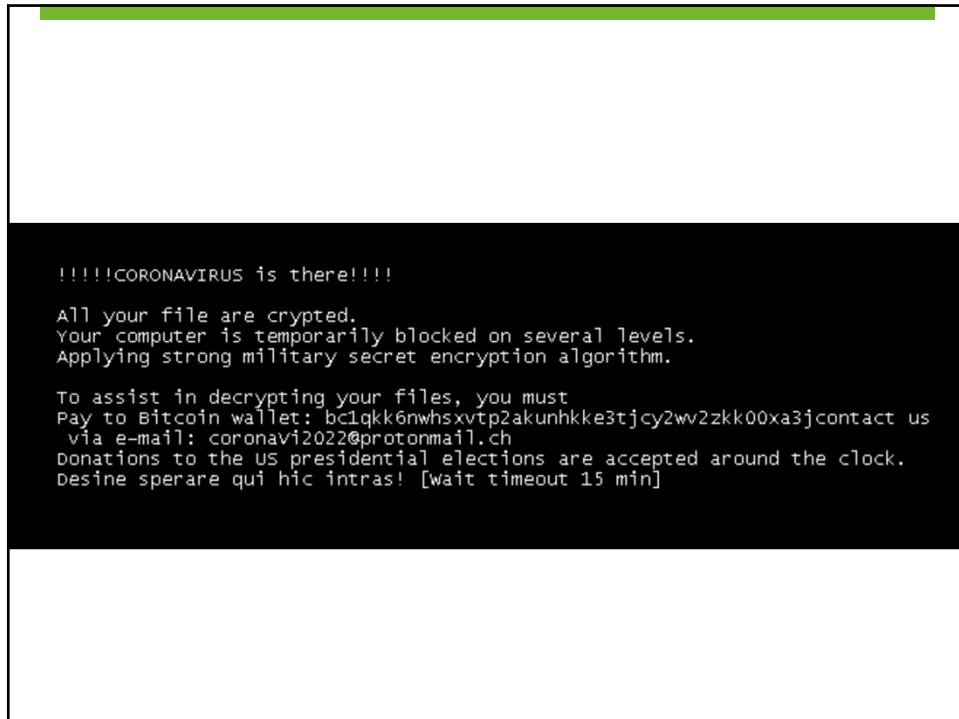 !!!!!CORONAVIRUS is there!!!!
All your file are crypted.
Your computer is temporarily blocked on several levels.
Applying strong military secret encryption algorithm.
To assist in decrypting your files, you must
Pay to Bitcoin wallet: bc1qkk6nwhsxvtp2akunhkke3tjcy2wv2zkk00xa3jcontact us
via e-mail: coronaVi2022@protonmail.ch
Donations to the US presidential elections are accepted around the clock.
Desine sperare qui hic intras! [Wait timeout 15 min]